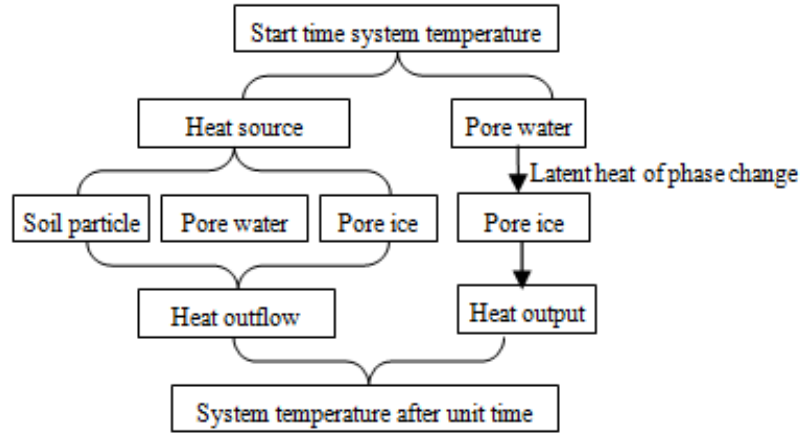 Start time system temperature
Heat source
Pore water
Latent heat of phase change
Soil particle
Pore water
Pore ice
Pore ice
Heat outflow
Heat output
System temperature after unit time